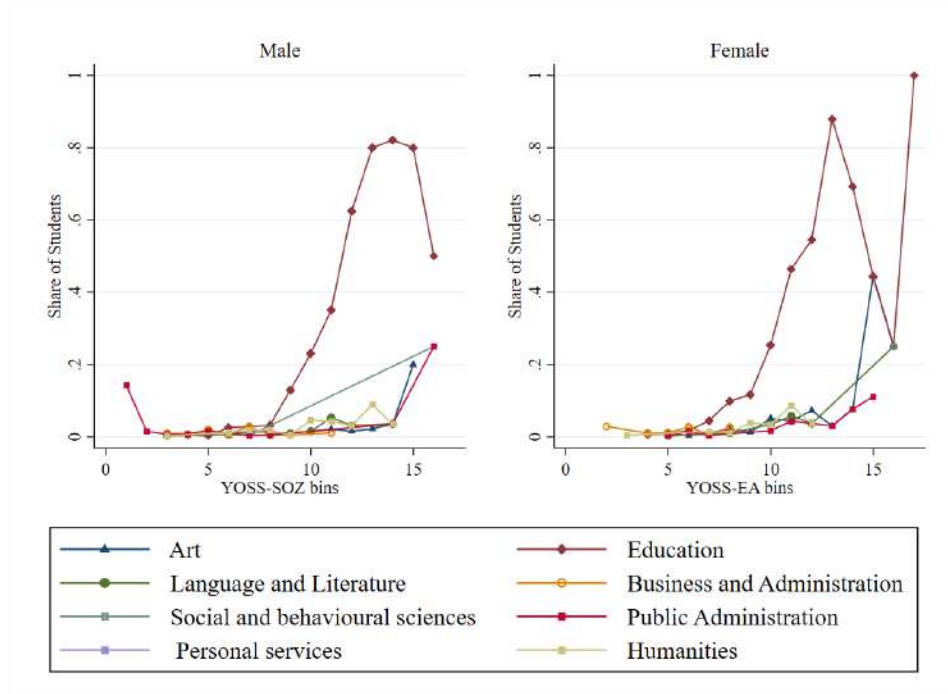 Male
Female
Share of Students
0 .2 .4 .6 .8 1
0 5 10 15
YOSS-SOZ bins
Share of Students
0 .2 .4 .6 .8 1
0 5 10 15
YOSS-EA bins
Art
Education
Language and Literature
Business and Administration
Social and behavioural sciences
Public Administration
Personal services
Humanities